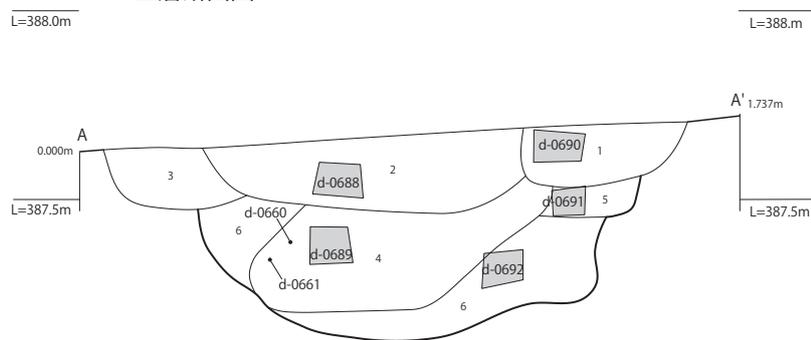 L=388.0m
L=388.m
A' 1.737m
A
0.000m
d-0690
1
2
3
d-0688
L=387.5m
d-0691
5
L=387.5m
d-0660
6
d-0689
4
d-0692
d-0661
6